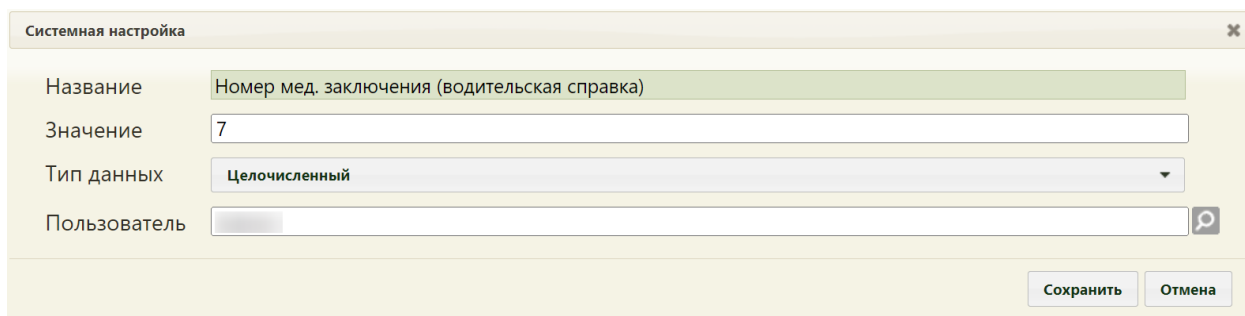 Системная настройка
Название Номер мед. заключения (водительская справка)
Значение 7
Тип данных Целочисленный
Пользователь
Сохранить Отмена